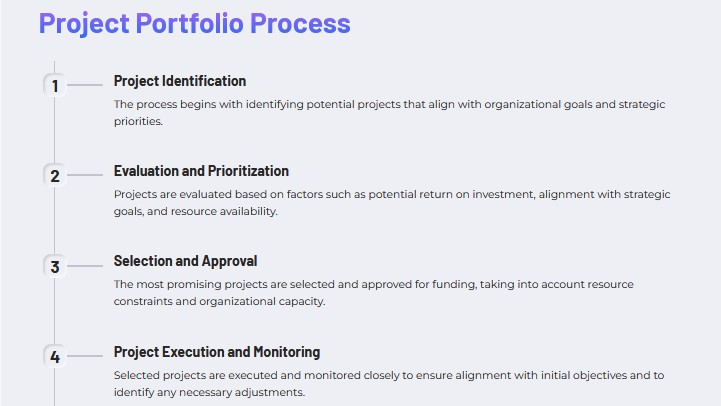 Project Portfolio Process
1
Project Identification
The process begins with identifying potential projects that align with organizational goals and strategic
priorities.
2
Evaluation and Prioritization
Projects are evaluated based on factors such as potential return on investment, alignment with strategic
goals, and resource availability.
3
Selection and Approval
The most promising projects are selected and approved for funding, taking into account resource
constraints and organizational capacity.
4
Project Execution and Monitoring
Selected projects are executed and monitored closely to ensure alignment with initial objectives and to
identify any necessary adjustments.